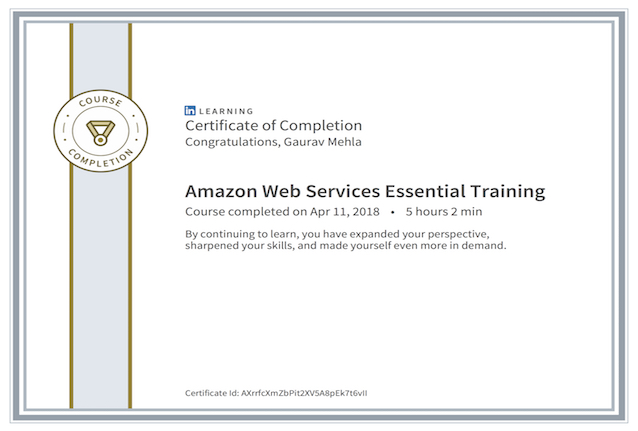 COURSE
COMPLETION
in LEARNING
Certificate of Completion
Congratulations, Gaurav Mehla
Amazon Web Services Essential Training
Course completed on Apr 11, 2018 • 5 hours 2 min
By continuing to learn, you have expanded your perspective,
sharpened your skills, and made yourself even more in demand.
Certificate Id: AXrrfcXmZbPit2XV5A8pEk7t6vII